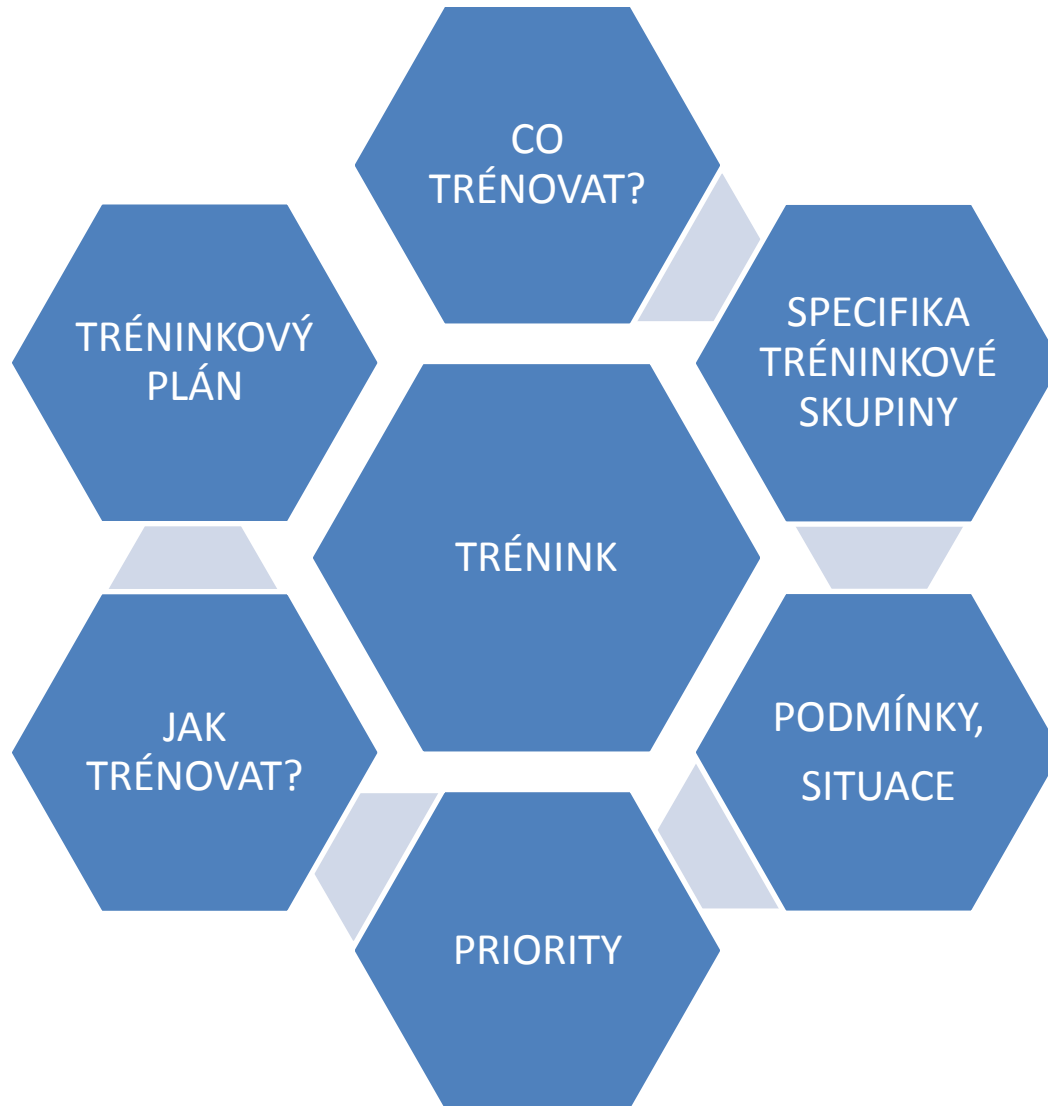 CO
TRÉNOVAT?
SPECIFIKA
TRÉNINKOVÉ
SKUPINY
PODMÍNKY,
SITUACE
PRIORITY
JAK
TRÉNOVAT?
TRÉNINKOVÝ
PLÁN
TRÉNINK